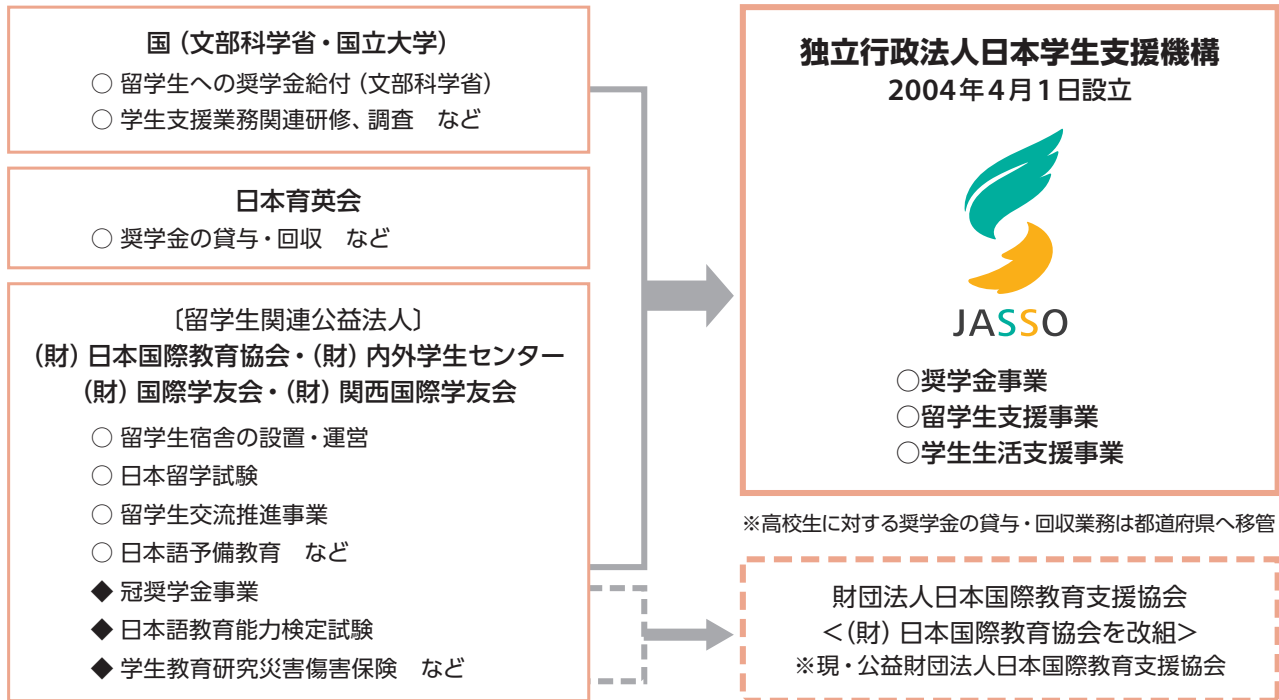 国（文部科学省・国立大学）
○ 留学生への奨学金給付（文部科学省）
○ 学生支援業務関連研修、調査　など
日本育英会
○ 奨学金の貸与・回収　など
〔留学生関連公益法人〕
（財）日本国際教育協会・（財）内外学生センター
（財）国際学友会・（財）関西国際学友会
○ 留学生宿舎の設置・運営
○ 日本留学試験
○ 留学生交流推進事業
○ 日本語予備教育　など
◆ 冠奨学金事業
◆ 日本語教育能力検定試験
◆ 学生教育研究災害傷害保険　など
独立行政法人日本学生支援機構
2004年4月1日設立
JASSO
○奨学金事業
○留学生支援事業
○学生生活支援事業
※高校生に対する奨学金の貸与・回収業務は都道府県へ移管
財団法人日本国際教育支援協会
＜（財）日本国際教育協会を改組＞
※現・公益財団法人日本国際教育支援協会